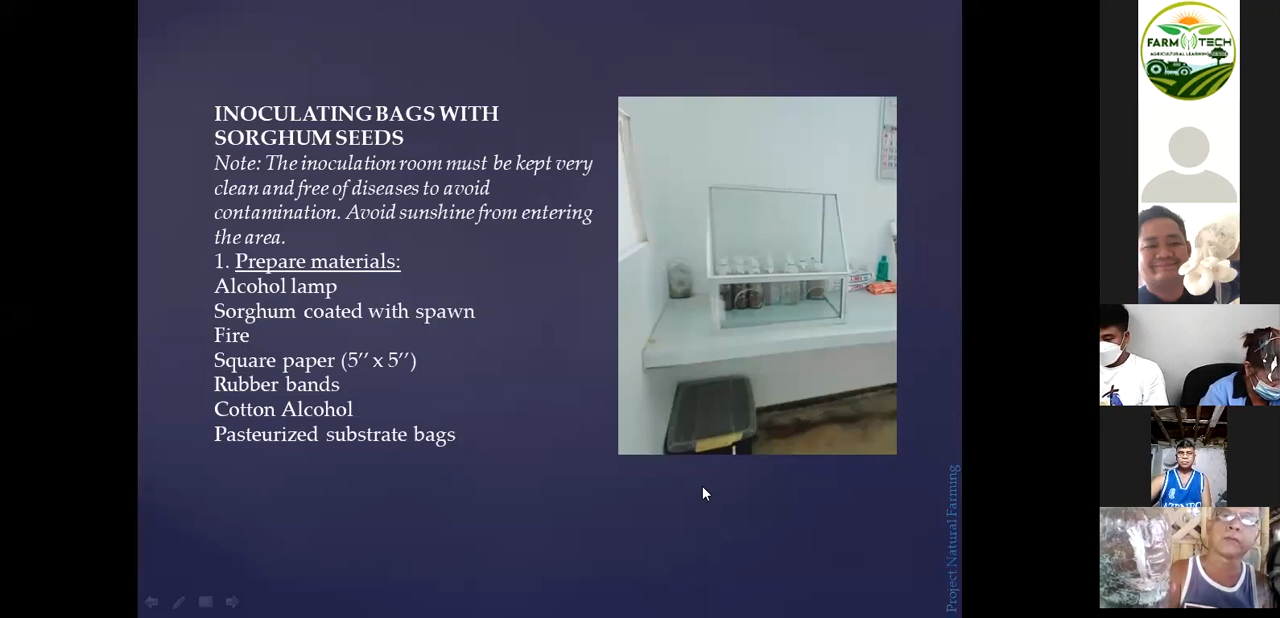 INOCULATING BAGS WITH
SORGHUM SEEDS
Note: The inoculation room must be kept very
clean and free of diseases to avoid
contamination. Avoid sunshine from entering
the area.
1. Prepare materials:
Alcohol lamp
Sorghum coated with spawn
Fire
Square paper (5’’ x 5’’)
Rubber bands
Cotton Alcohol
Pasteurized substrate bags
Project Natural Farming
FARM TECH
AGRICULTURAL LEARNING